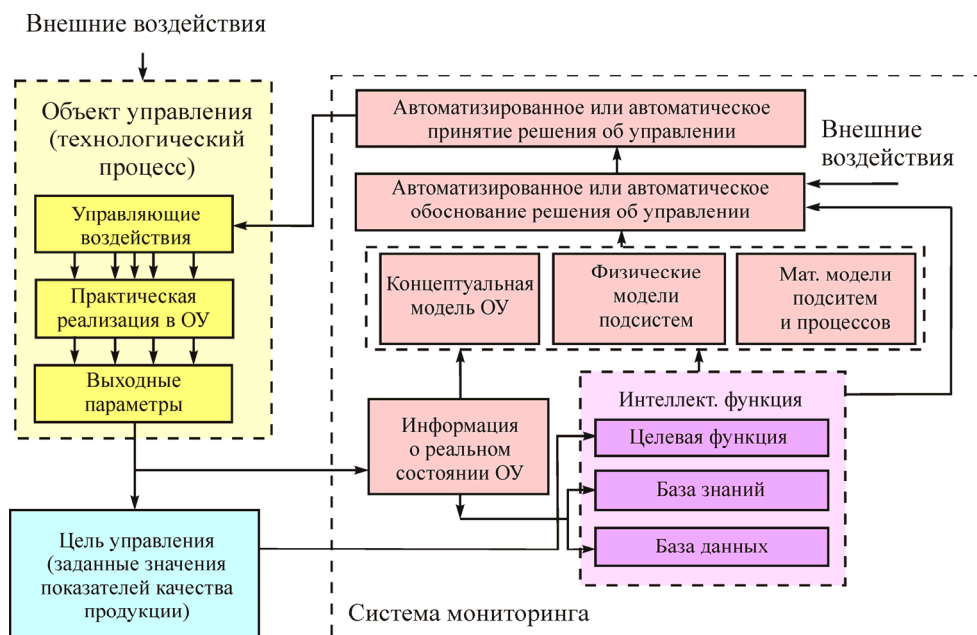 Внешние воздействия
Объект управления
(технологический
процесс)
Управляющие
воздействия
Практическая
реализация в ОУ
Выходные
параметры
Цель управления
(заданные значения
показателей качества
продукции)
Автоматизированное или автоматическое
принятие решения об управлении
Внешние
воздействия
Автоматизированное или автоматическое
обоснование решения об управлении
Концептуальная
модель ОУ
Физические
модели
подсистем
Мат. модели
подситем
и процессов
Информация
о реальном
состоянии ОУ
Интеллект. функция
Целевая функция
База знаний
База данных
Система мониторинга